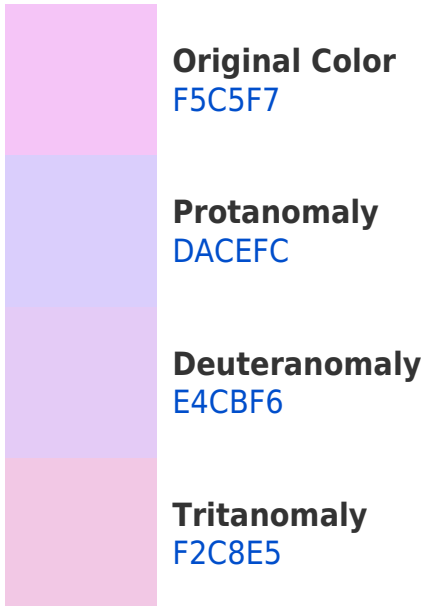 Original Color
F5C5F7
Protanomaly
DACEFC
Deuteranomaly
E4CBF6
Tritanomaly
F2C8E5